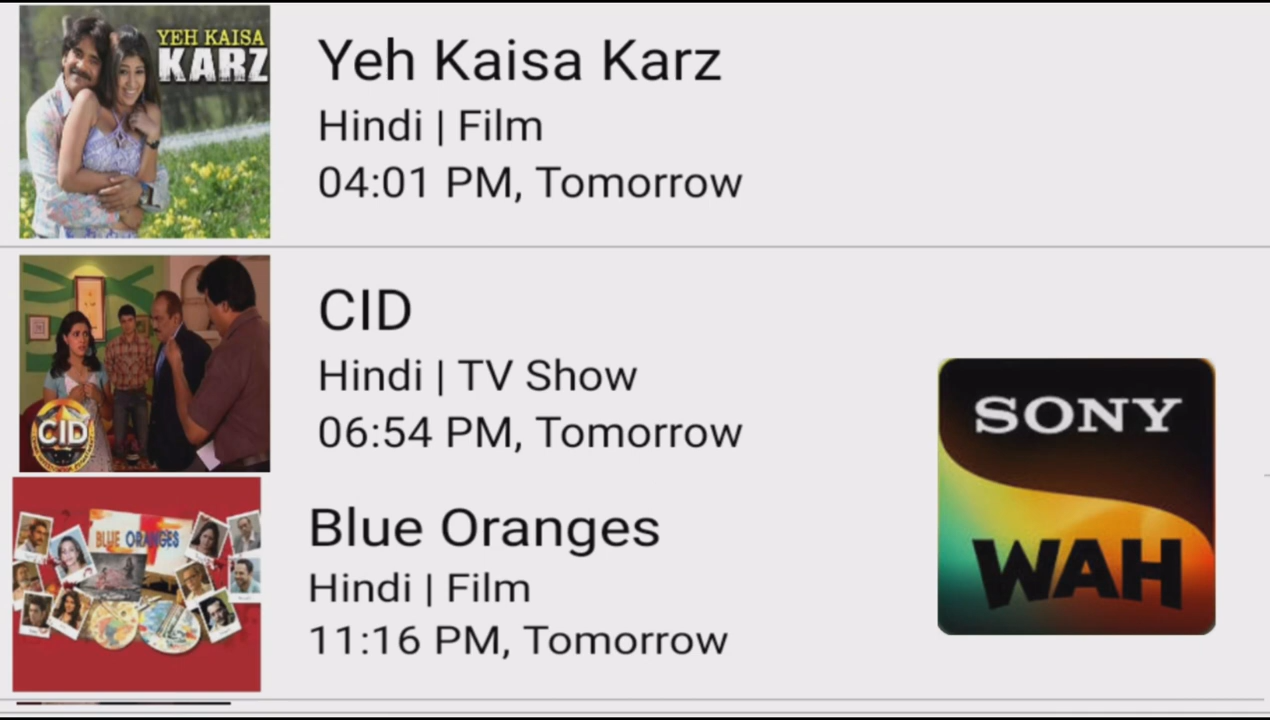 YEH KAISA
KARZ
Yeh Kaisa Karz
Hindi | Film
04:01 PM, Tomorrow
CID
CID
Hindi | TV Show
06:54 PM, Tomorrow
SONY
WAH
BLUE ORANGES
Blue Oranges
Hindi | Film
11:16 PM, Tomorrow